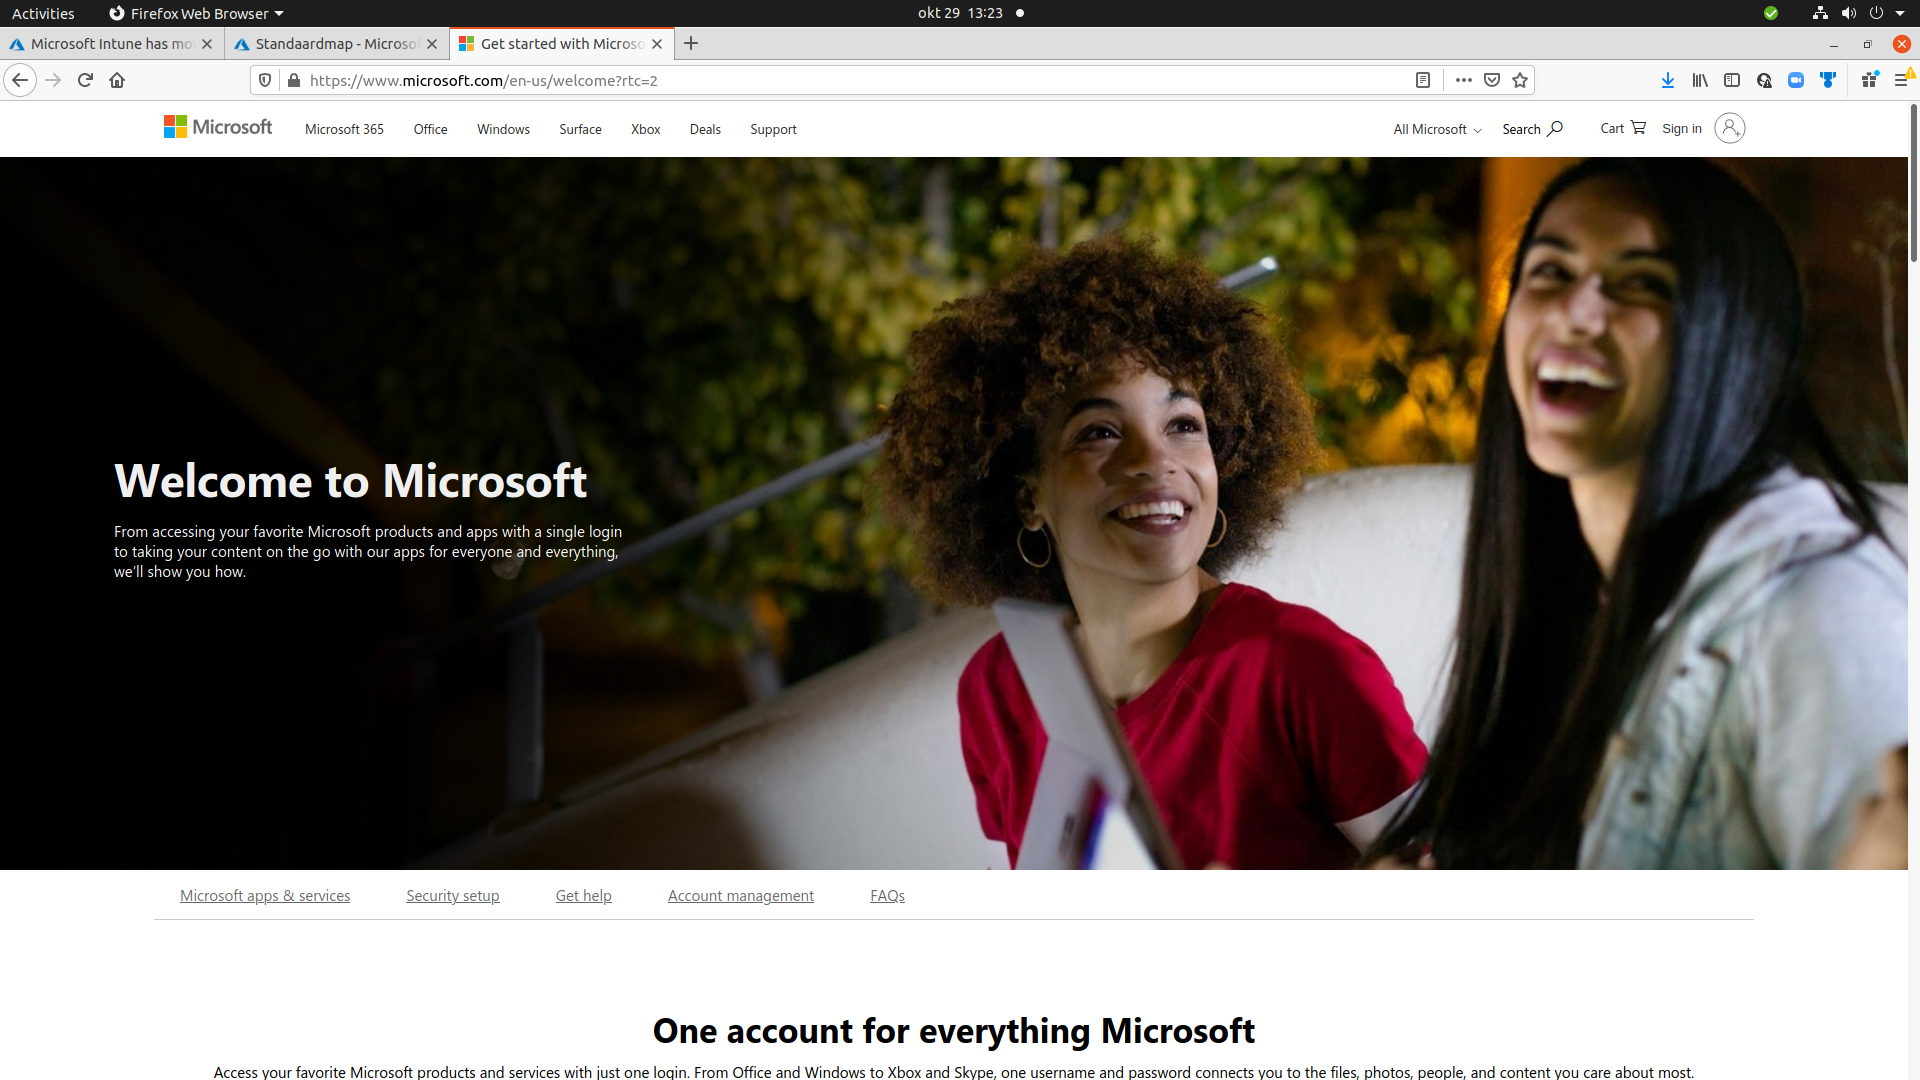 Activities
Firefox Web Browser
okt 29 13:23
Microsoft Intune has mo
Standaardmap - Microso
Get started with Microso
https://www.microsoft.com/en-us/welcome?rtc=2
Microsoft
Microsoft 365
Office
Windows
Surface
Xbox
Deals
Support
All Microsoft
Search
Cart
Sign in
Welcome to Microsoft
From accessing your favorite Microsoft products and apps with a single login
to taking your content on the go with our apps for everyone and everything,
we'll show you how.
Microsoft apps & services
Security setup
Get help
Account management
FAQs
One account for everything Microsoft
Access your favorite Microsoft products and services with just one login. From Office and Windows to Xbox and Skype, one username and password connects you to the files, photos, people, and content you care about most.